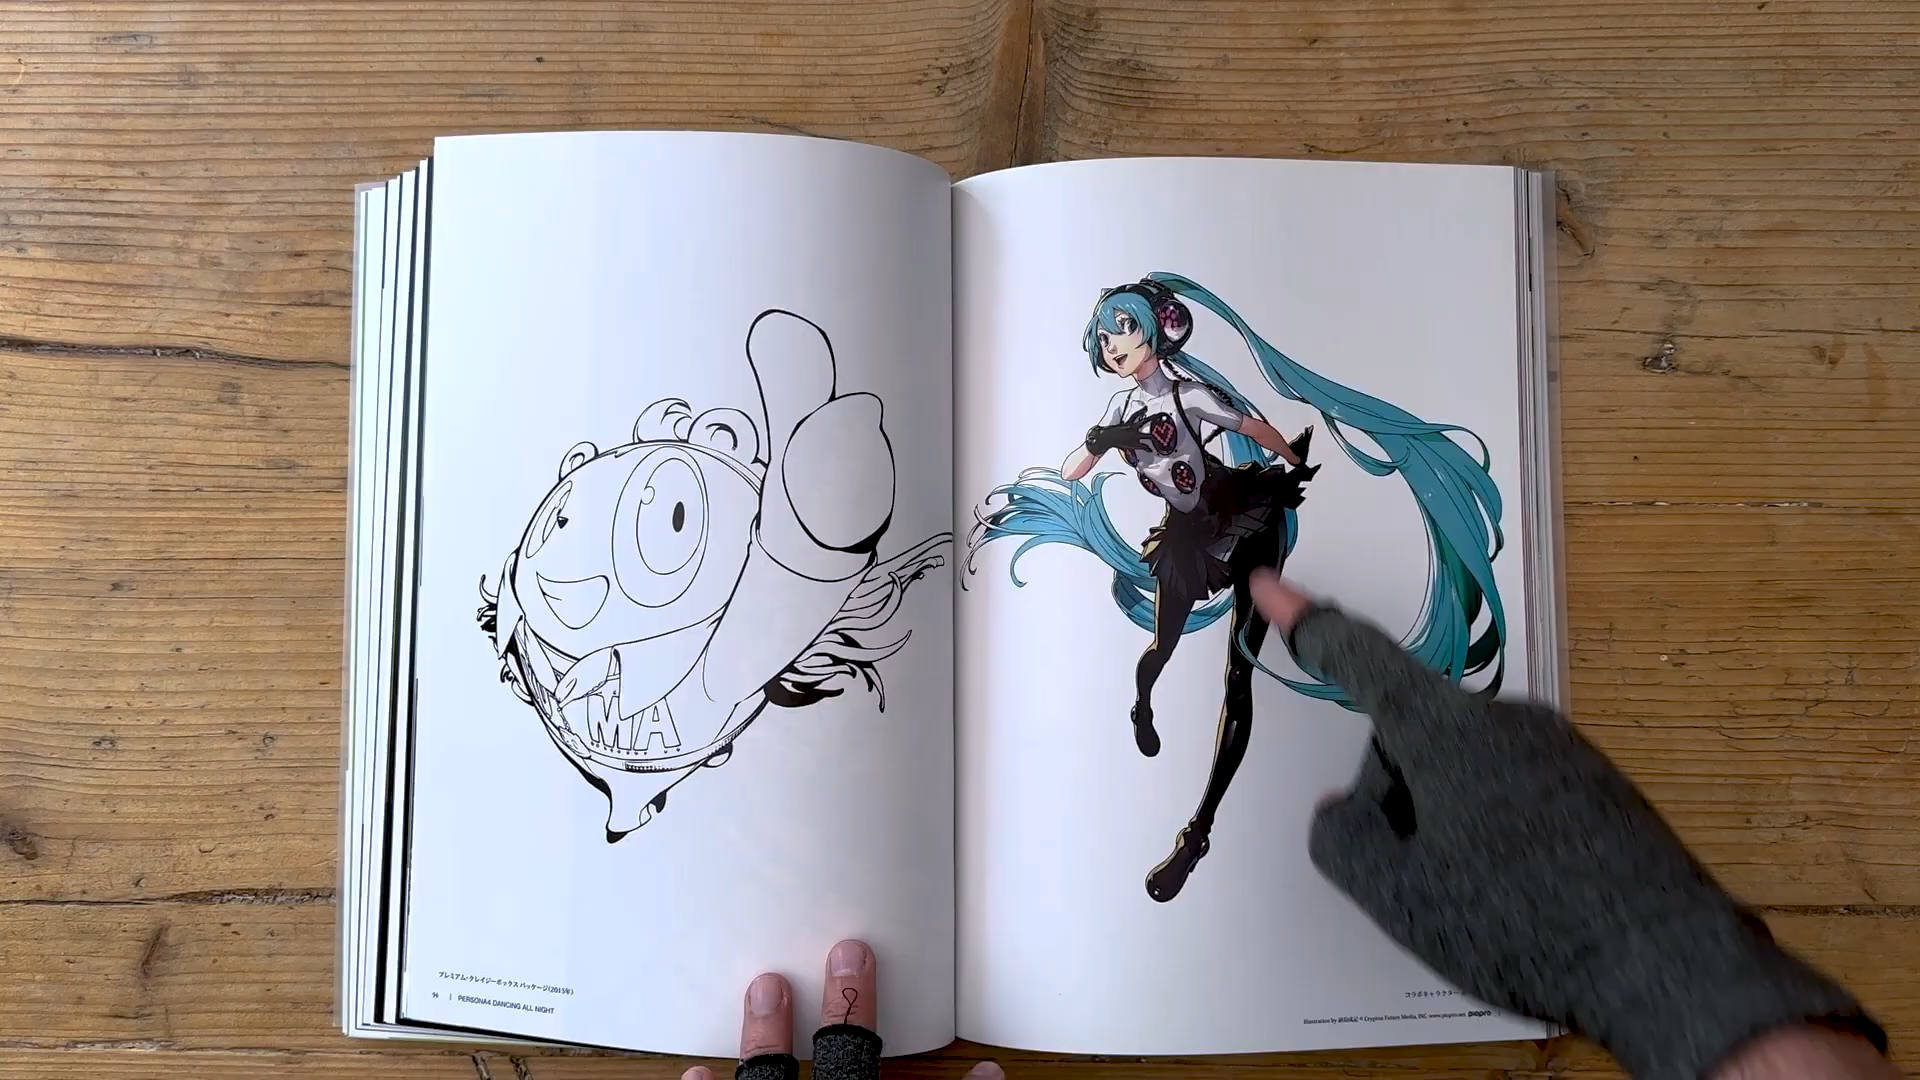 MA
プレミアム・クレイジーボックス パッケージ(2015年)
96 | PERSONA4 DANCING ALL NIGHT
コラボキャラクター
Illustration by © Crypton Future Media, INC. www.piapro.net piapro